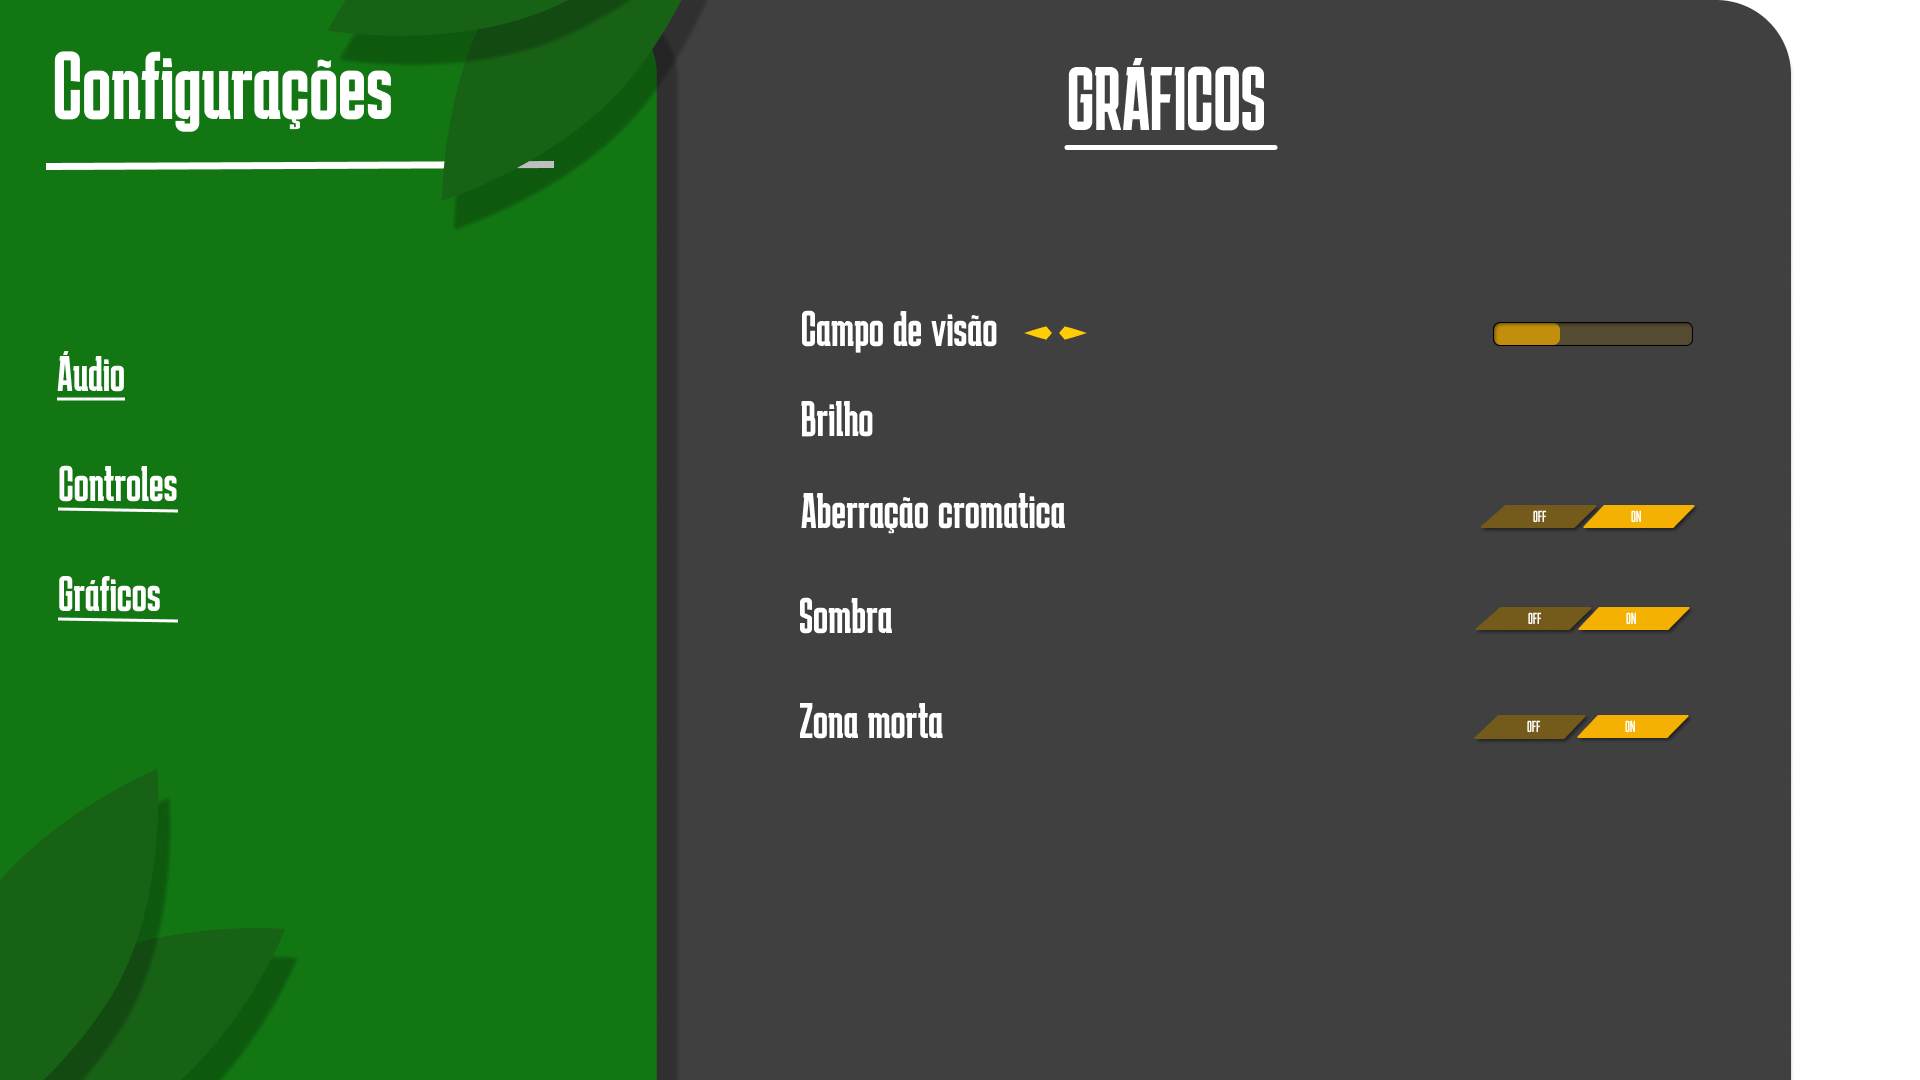 Configurações
Áudio
Controles
Gráficos
GRÁFICOS
Campo de visão
Brilho
Aberração cromatica
OFF ON
Sombra
OFF ON
Zona morta
OFF ON